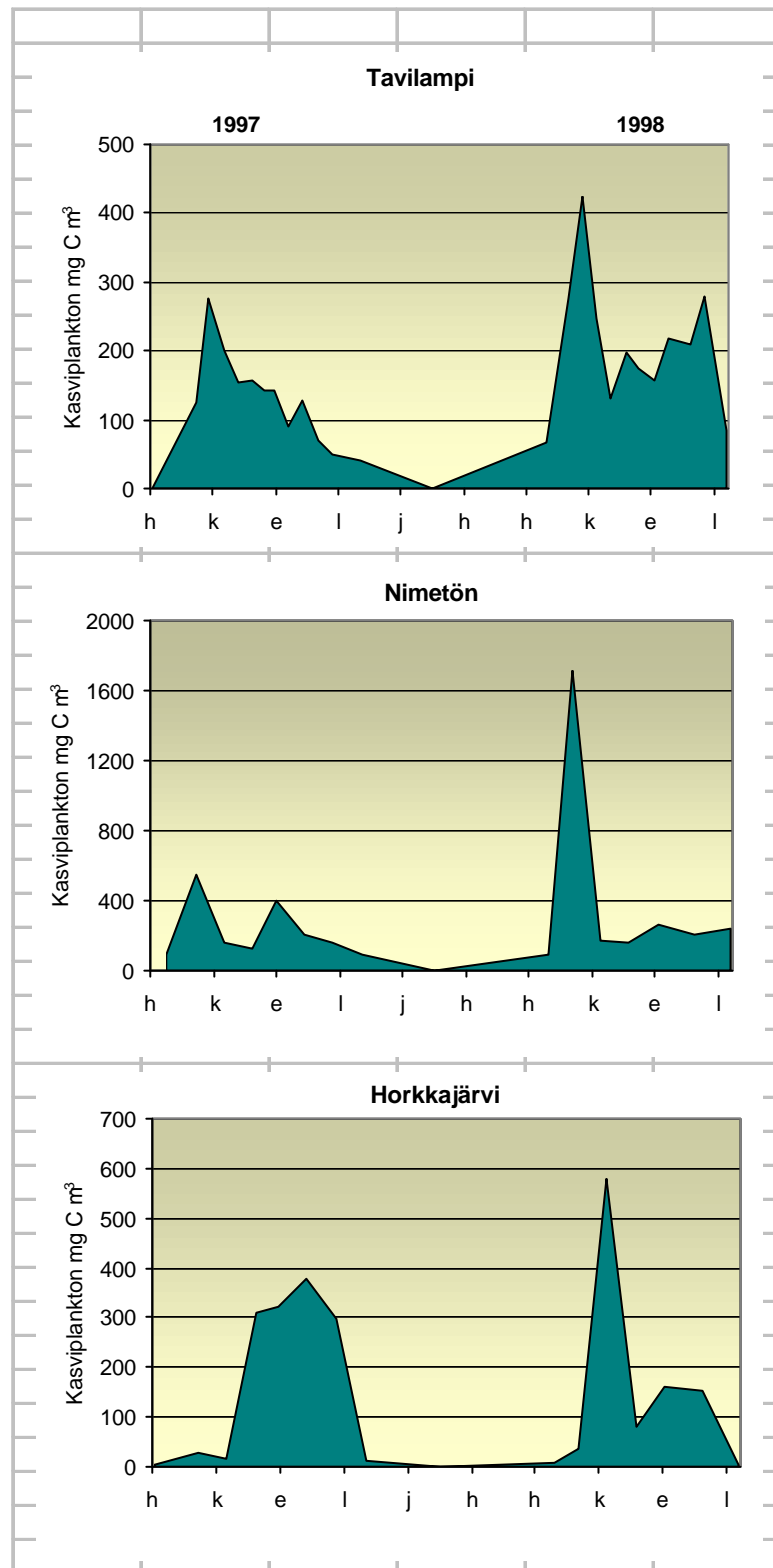 Tavilampi
1997 1998
Kasviplankton mg C m³
500
400
300
200
100
0
h k e l j h h k e l
Nimetön
Kasviplankton mg C m³
2000
1600
1200
800
400
0
h k e l j h h k e l
Horkkajärvi
Kasviplankton mg C m³
700
600
500
400
300
200
100
0
h k e l j h h k e l